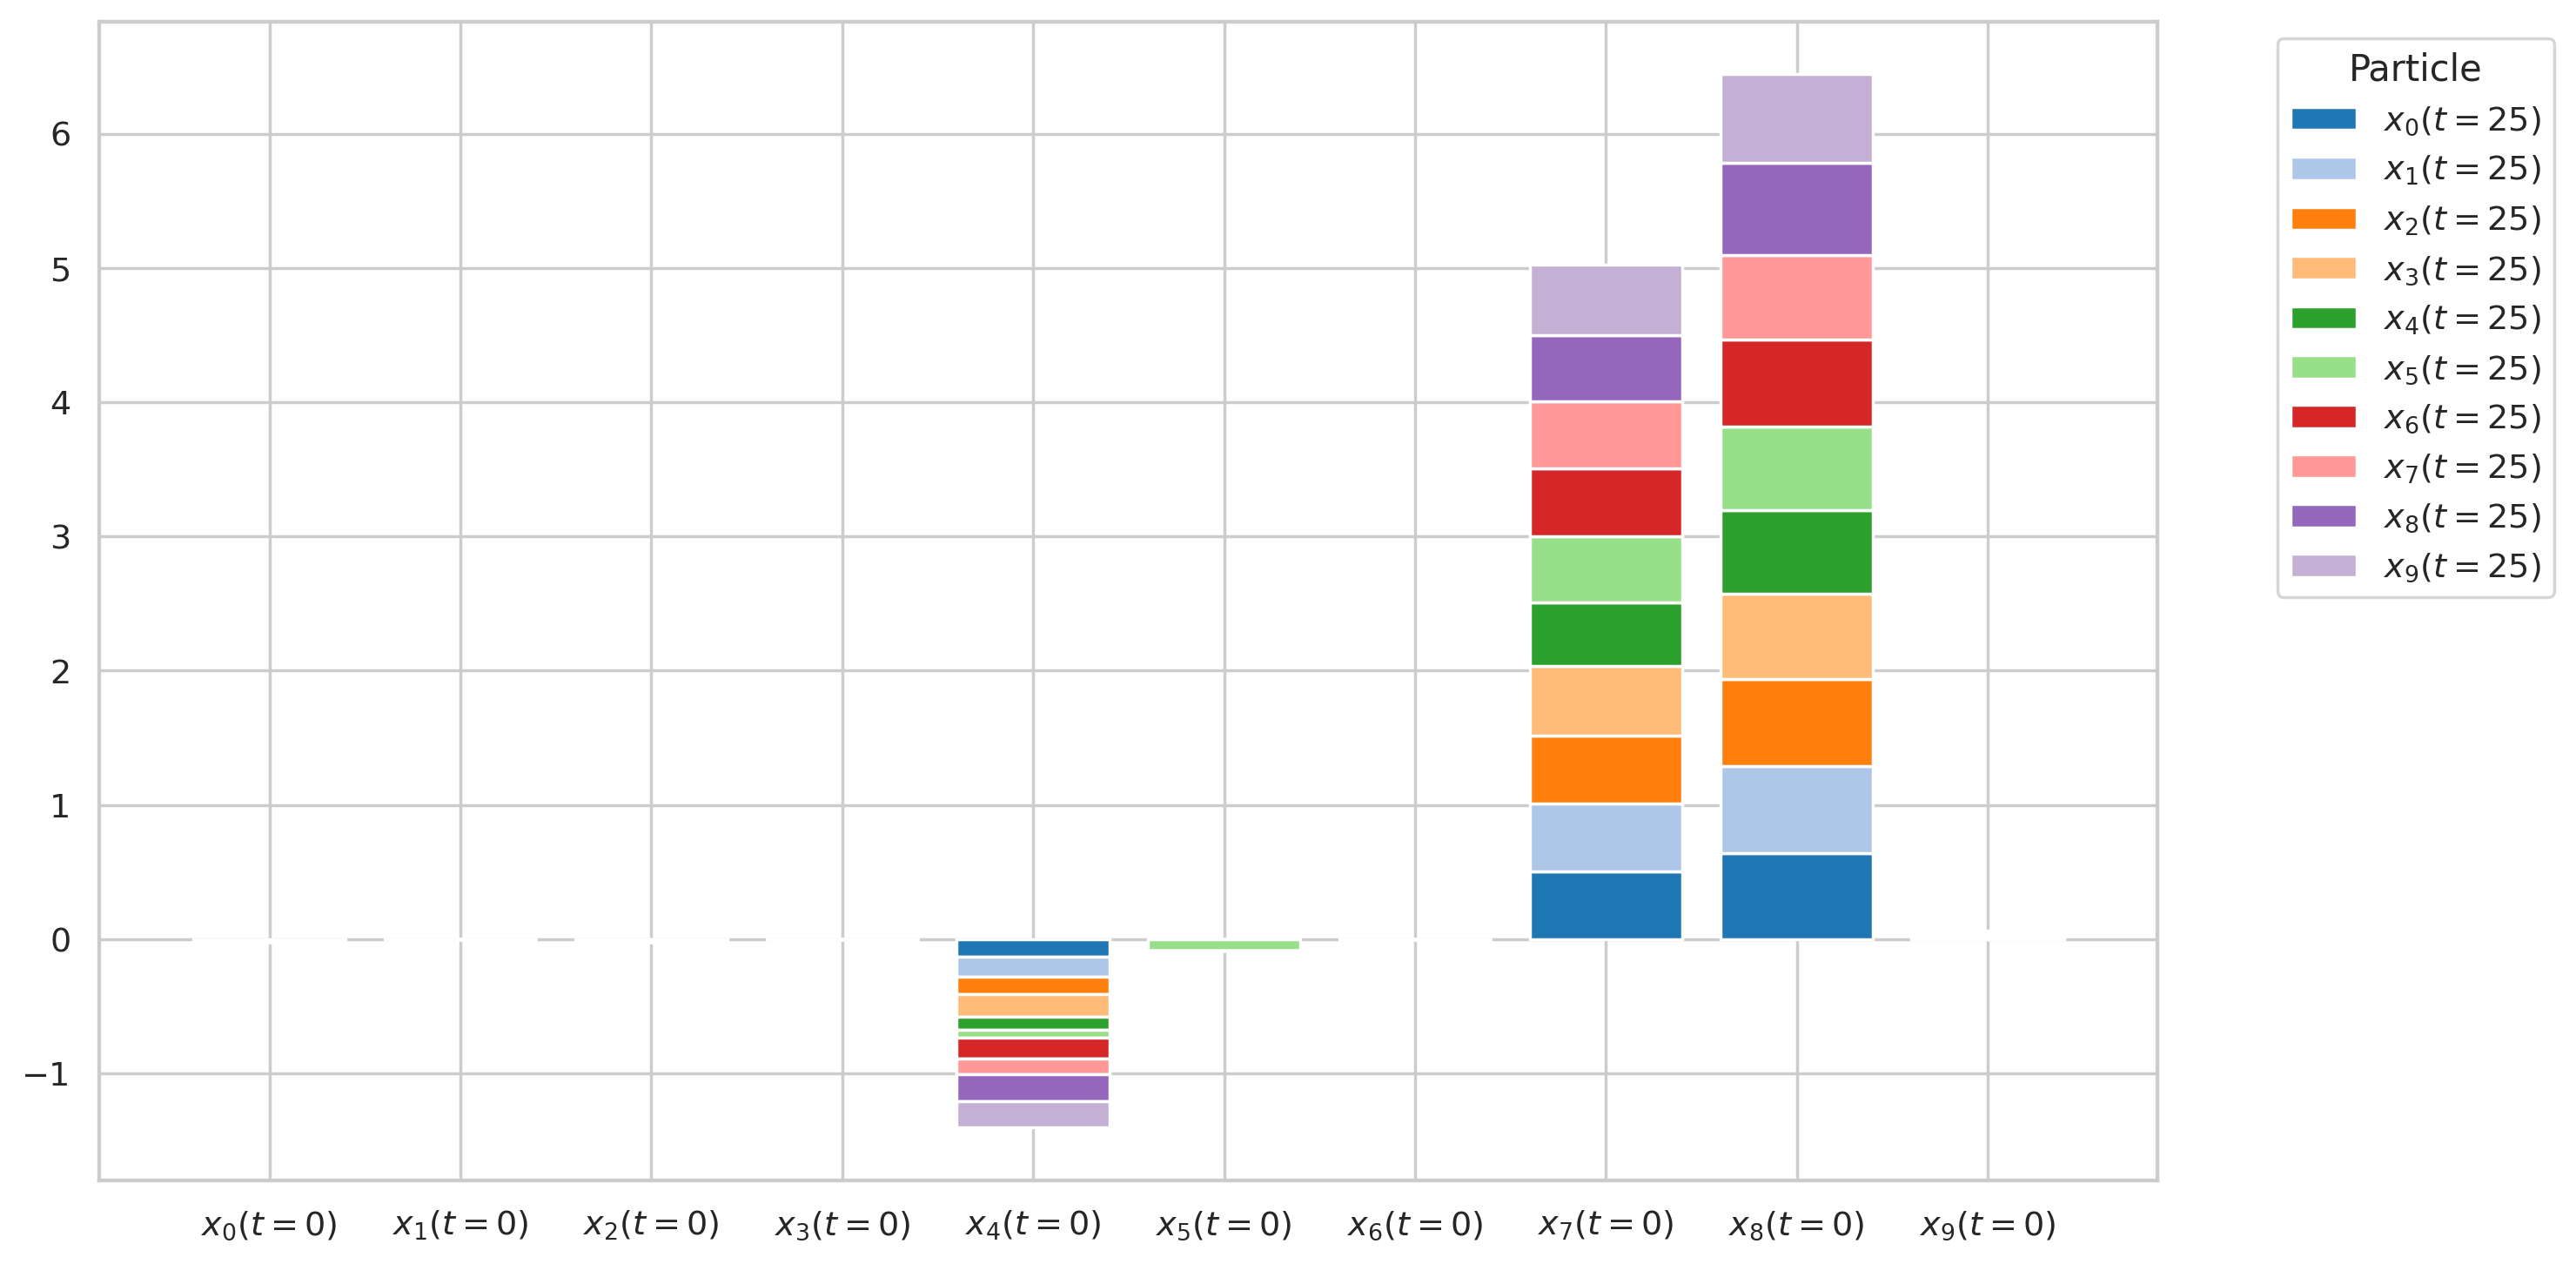 6
5
4
3
2
1
0
−1
x₀(t = 0) x₁(t = 0) x₂(t = 0) x₃(t = 0) x₄(t = 0) x₅(t = 0) x₆(t = 0) x₇(t = 0) x₈(t = 0) x₉(t = 0)
Particle
x₀(t = 25)
x₁(t = 25)
x₂(t = 25)
x₃(t = 25)
x₄(t = 25)
x₅(t = 25)
x₆(t = 25)
x₇(t = 25)
x₈(t = 25)
x₉(t = 25)